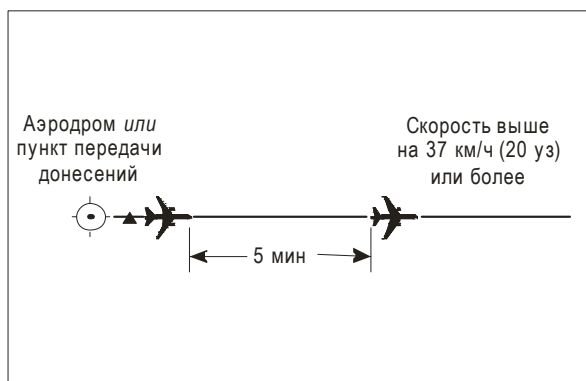 Аэродром или
пункт передачи
донесений
Скорость выше
на 37 км/ч (20 уз)
или более
5 мин